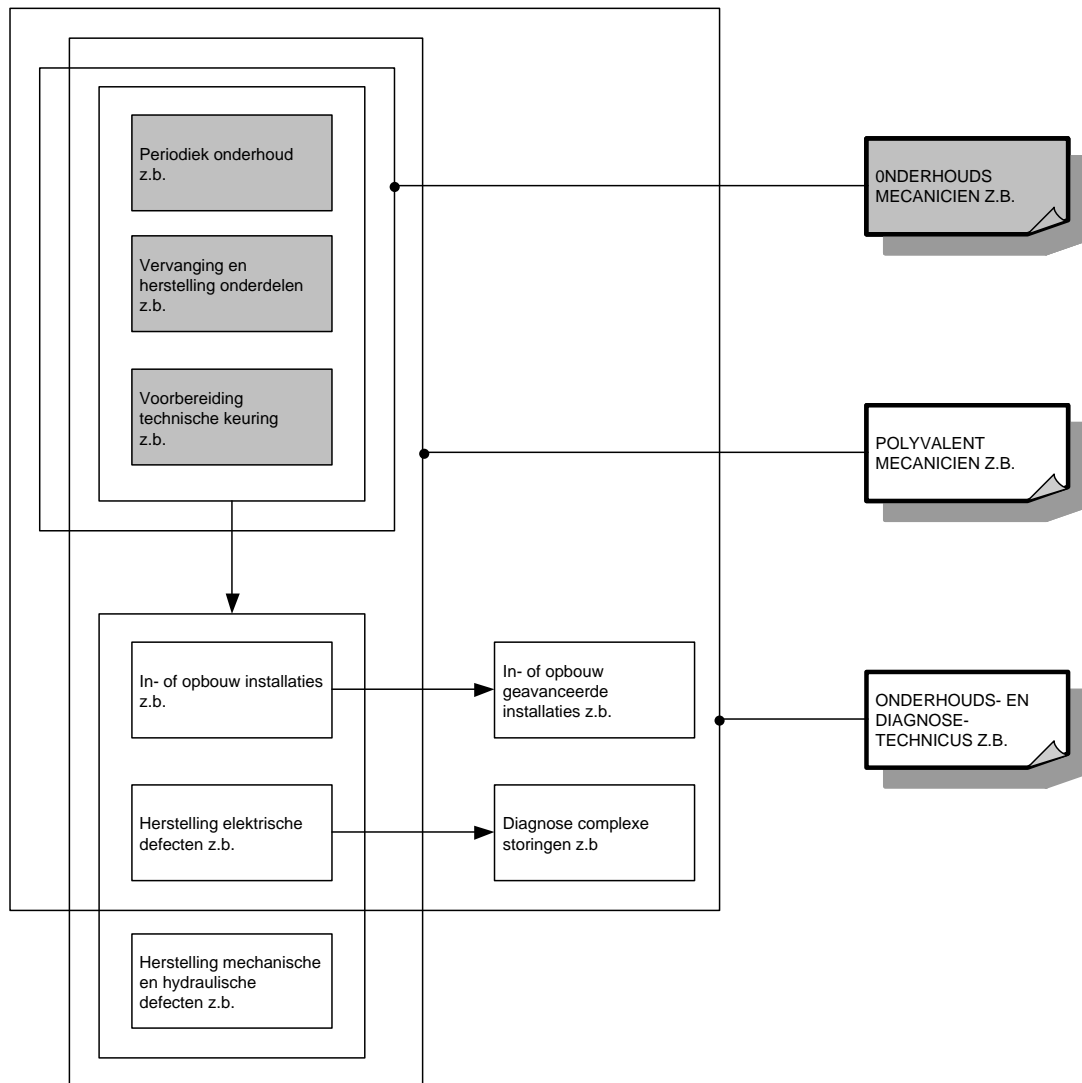 Periodiek onderhoud
z.b.
0NDERHOUDS
MECANICIEN Z.B.
Vervanging en
herstelling onderdelen
z.b.
Voorbereiding
technische keuring
z.b.
POLYVALENT
MECANICIEN Z.B.
In- of opbouw installaties
z.b.
In- of opbouw
geavanceerde
installaties z.b.
ONDERHOUDS- EN
DIAGNOSE-
TECHNICUS Z.B.
Herstelling elektrische
defecten z.b.
Diagnose complexe
storingen z.b
Herstelling mechanische
en hydraulische
defecten z.b.